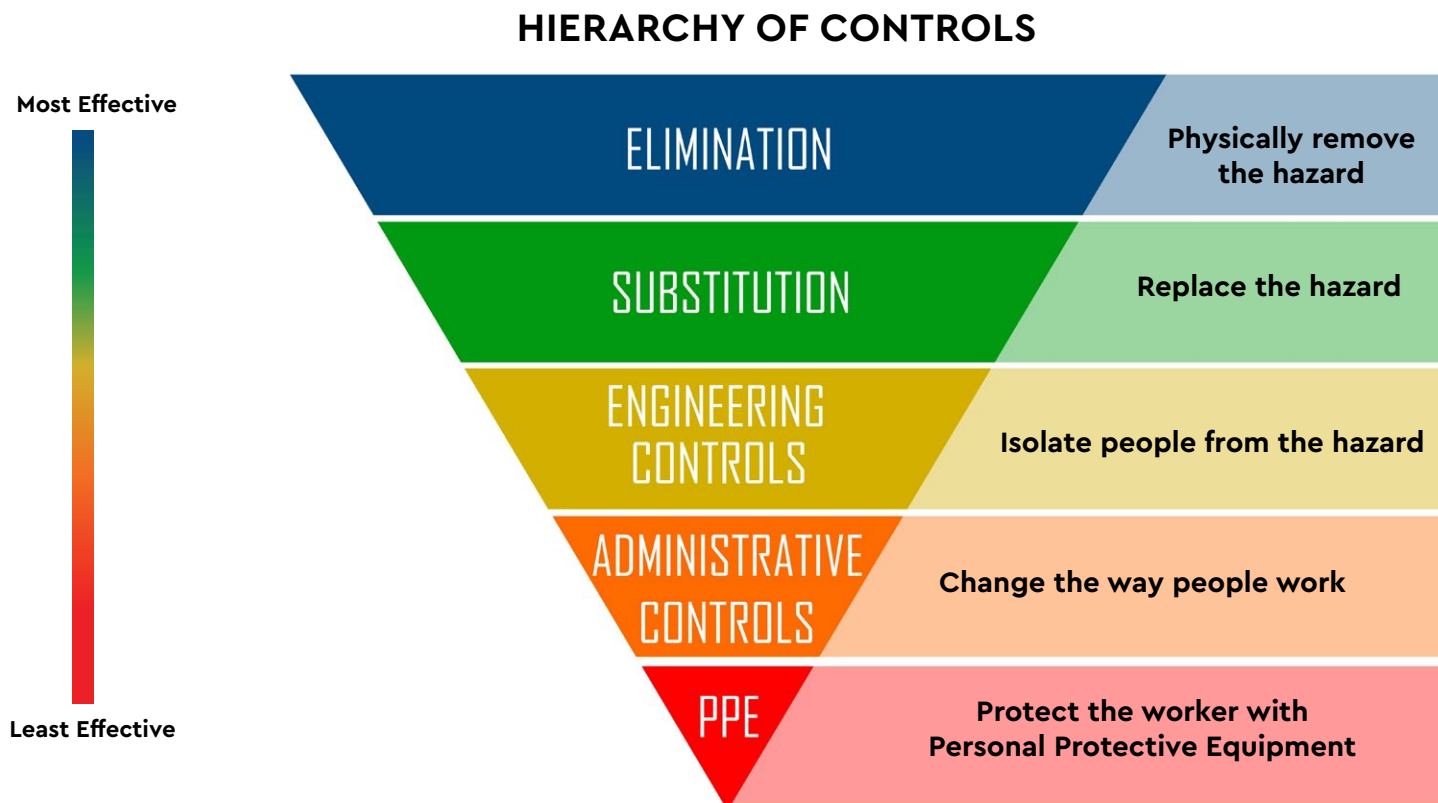 HIERARCHY OF CONTROLS
Most Effective
ELIMINATION
Physically remove
the hazard
SUBSTITUTION
Replace the hazard
ENGINEERING
CONTROLS
Isolate people from the hazard
ADMINISTRATIVE
CONTROLS
Change the way people work
PPE
Protect the worker with
Personal Protective Equipment
Least Effective